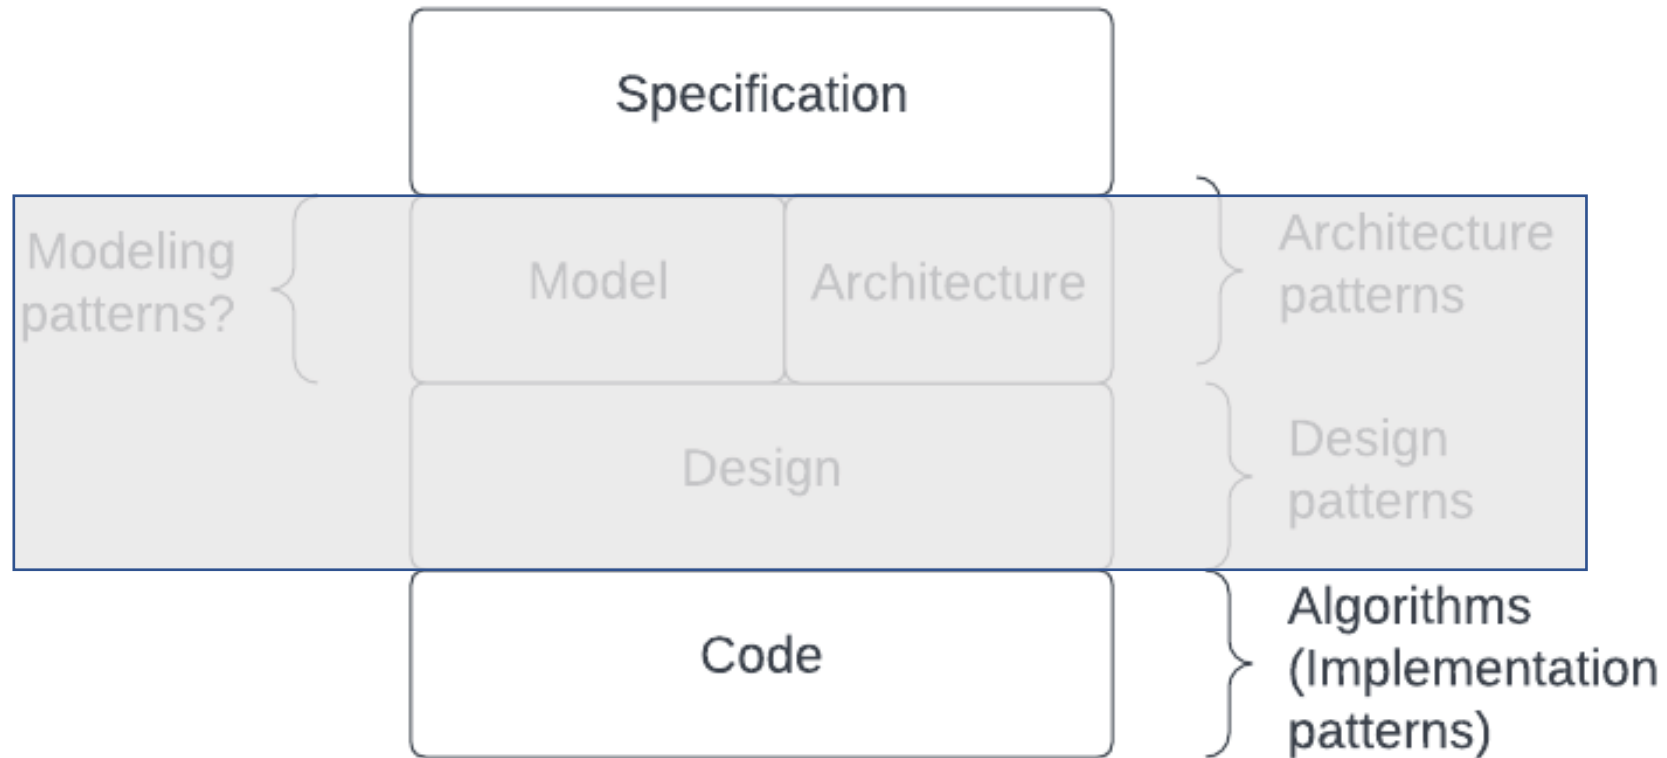 Specification
Modeling
patterns?
Model
Architecture
Architecture
patterns
Design
Design
patterns
Code
Algorithms
(Implementation
patterns)